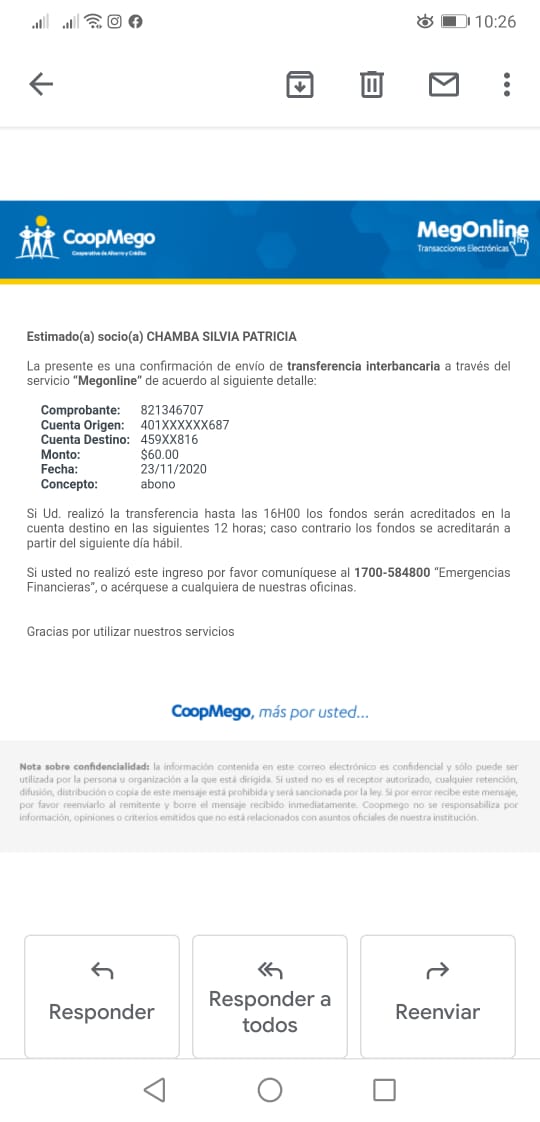 10:26
CoopMego
Cooperativa de Ahorro y Crédito
MegOnline
Transacciones Electrónicas
Estimado(a) socio(a) CHAMBA SILVIA PATRICIA
La presente es una confirmación de envío de transferencia interbancaria a través del
servicio “Megonline” de acuerdo al siguiente detalle:
Comprobante: 821346707
Cuenta Origen: 401XXXXXX687
Cuenta Destino: 459XX816
Monto: $60.00
Fecha: 23/11/2020
Concepto: abono
Si Ud. realizó la transferencia hasta las 16H00 los fondos serán acreditados en la
cuenta destino en las siguientes 12 horas; caso contrario los fondos se acreditarán a
partir del siguiente día hábil.
Si usted no realizó este ingreso por favor comuníquese al 1700-584800 “Emergencias
Financieras”, o acérquese a cualquiera de nuestras oficinas.
Gracias por utilizar nuestros servicios
CoopMego, más por usted...
Nota sobre confidencialidad: la información contenida en este correo electrónico es confidencial y sólo puede ser
utilizada por la persona u organización a la que está dirigida. Si usted no es el receptor autorizado, cualquier retención,
difusión, distribución o copia de este mensaje está prohibida y será sancionada por la ley. Si por error recibe este mensaje,
por favor reenviarlo al remitente y borre el mensaje recibido inmediatamente. Coopmego no se responsabiliza por
información, opiniones o criterios emitidos que no está relacionados con asuntos oficiales de nuestra institución.
Responder
Responder a
todos
Reenviar